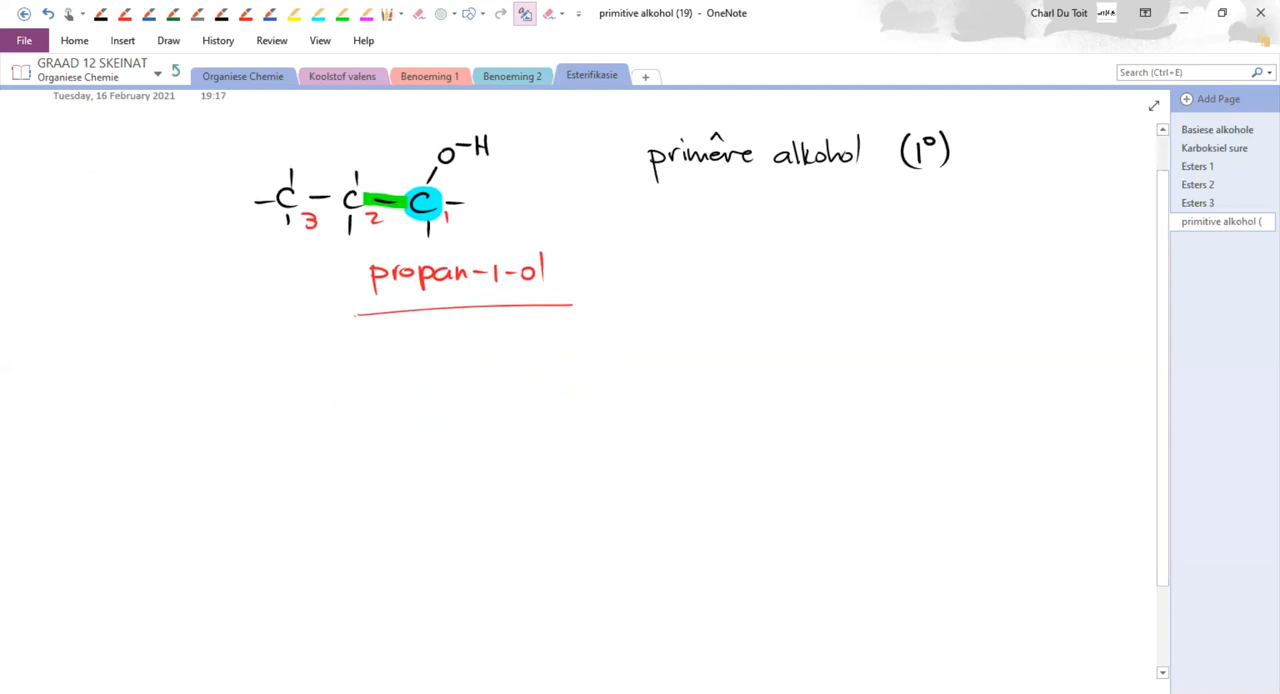 primitive alkohol (19) - OneNote
Charl Du Toit
File Home Insert Draw History Review View Help
GRAAD 12 SKEINAT
Organiese Chemie
Organiese Chemie Koolstof valens Benoeming 1 Benoeming 2 Esterifikasie +
Search (Ctrl+E)
Tuesday, 16 February 2021 19:17
Add Page
Basiese alkohole
Karboksiel sure
Esters 1
Esters 2
Esters 3
primitive alkohol (
O-H
primêre alkohol (1°)
C - C - C -
3 2 1
propan-1-ol